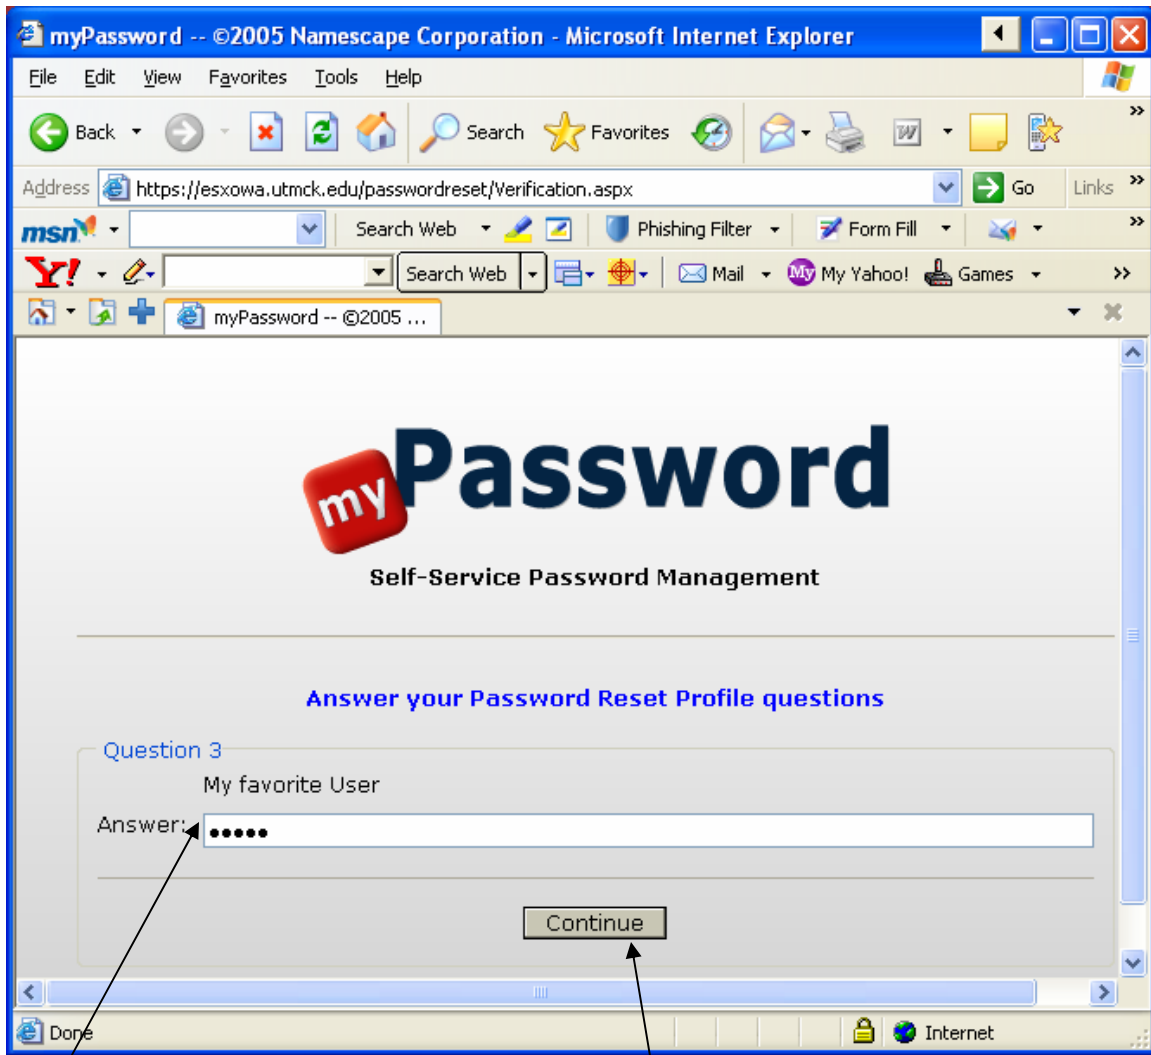 myPassword -- ©2005 Namescape Corporation - Microsoft Internet Explorer
File Edit View Favorites Tools Help
Back Search Favorites W »
Address https://esxowa.utmck.edu/passwordreset/Verification.aspx Go Links »
msn Search Web Phishing Filter Form Fill »
Y! Search Web Mail My My Yahoo! Games »
myPassword -- ©2005 ...
myPassword
Self-Service Password Management
Answer your Password Reset Profile questions
Question 3
My favorite User
Answer: •••••
Continue
Done Internet